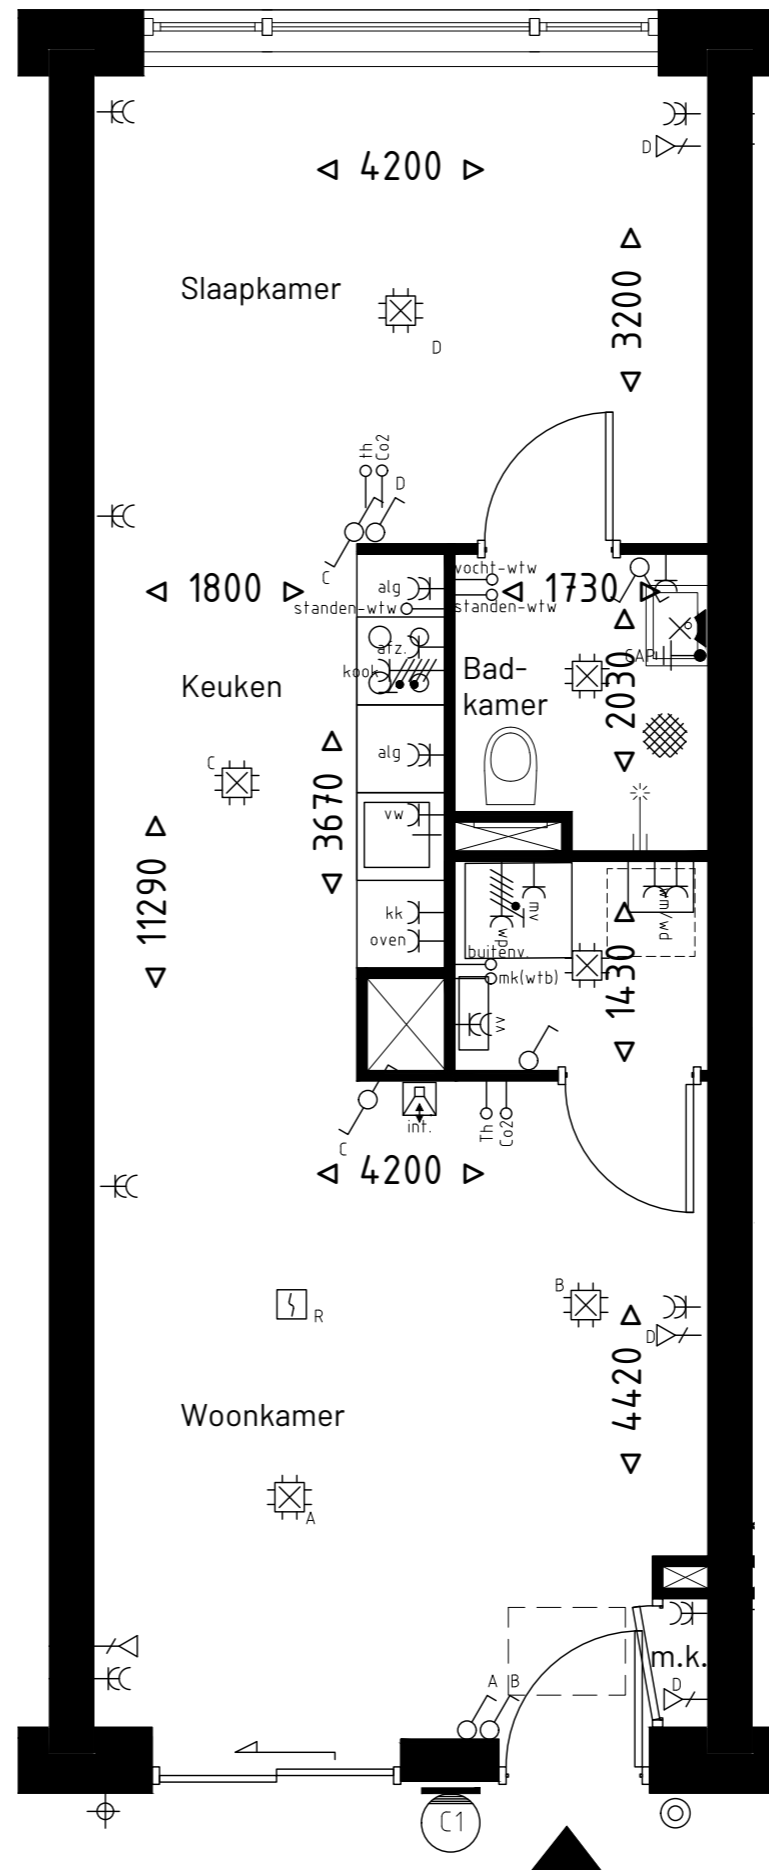 D
4200
3200
Slaapkamer
D
th
Co2
D
C
vocht-wtw
alg
1800
1730
standen-wtw
standen-wtw
afz.
kook
Bad-
kamer
CAP
2030
Keuken
C
alg
3670
vw
11290
kk
oven
wd
mv
wm/wd
buitenv.
mk(wtb)
1430
vv
C
int.
Th
Co2
4200
R
B
D
4420
Woonkamer
A
m.k.
D
A
B
C1